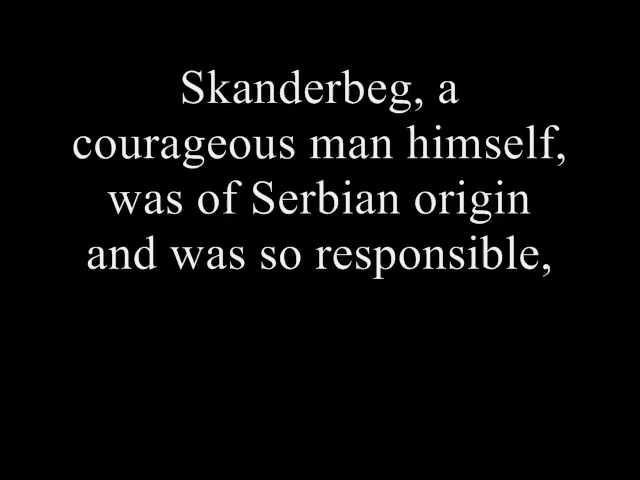 Skanderbeg, a
courageous man himself,
was of Serbian origin
and was so responsible,